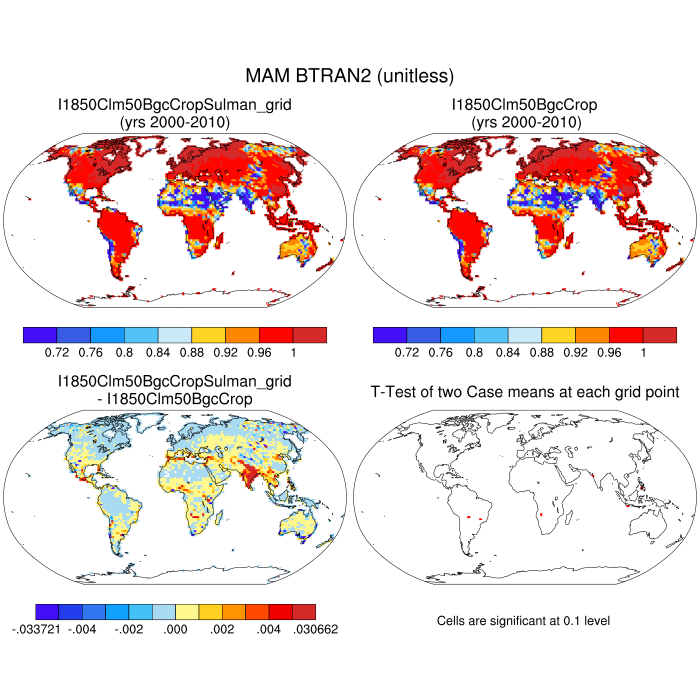 MAM BTRAN2 (unitless)
I1850Clm50BgcCropSulman_grid
(yrs 2000-2010)
I1850Clm50BgcCrop
(yrs 2000-2010)
0.72 0.76 0.8 0.84 0.88 0.92 0.96 1
0.72 0.76 0.8 0.84 0.88 0.92 0.96 1
I1850Clm50BgcCropSulman_grid
- I1850Clm50BgcCrop
T-Test of two Case means at each grid point
-.033721 -.004 -.002 .000 .002 .004 .030662
Cells are significant at 0.1 level